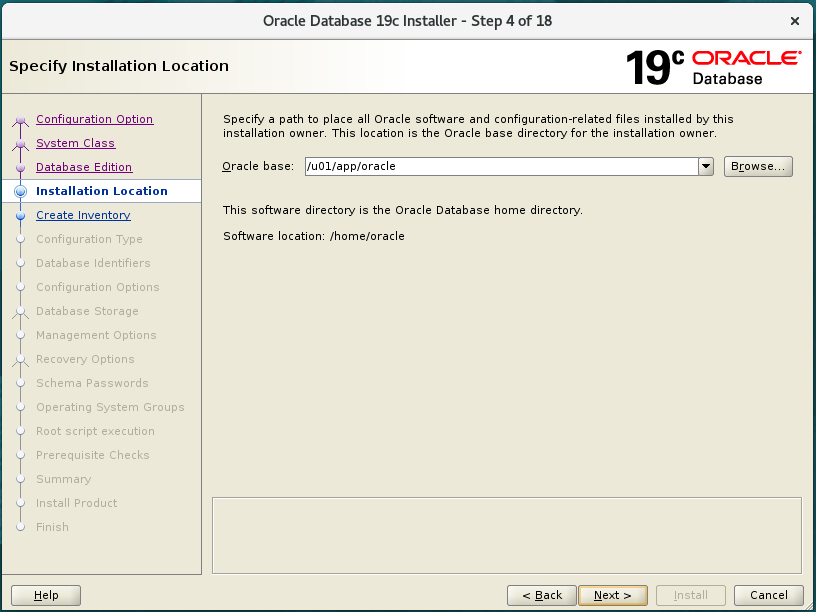 Oracle Database 19c Installer - Step 4 of 18
Specify Installation Location
19c ORACLE®
Database
Configuration Option
System Class
Database Edition
Installation Location
Create Inventory
Configuration Type
Database Identifiers
Configuration Options
Database Storage
Management Options
Recovery Options
Schema Passwords
Operating System Groups
Root script execution
Prerequisite Checks
Summary
Install Product
Finish
Specify a path to place all Oracle software and configuration-related files installed by this
installation owner. This location is the Oracle base directory for the installation owner.
Oracle base: /u01/app/oracle Browse...
This software directory is the Oracle Database home directory.
Software location: /home/oracle
Help < Back Next > Install Cancel